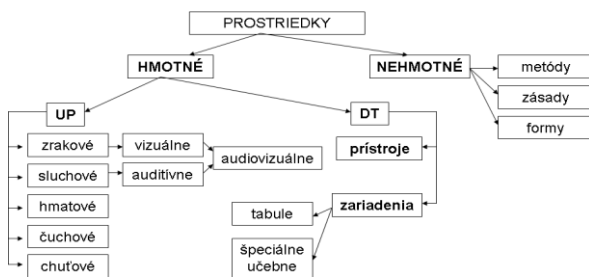 PROSTRIEDKY
HMOTNÉ
NEHMOTNÉ
metódy
zásady
formy
UP
DT
zrakové
vizuálne
audiovizuálne
sluchové
auditívne
hmatové
čuchové
chuťové
prístroje
zariadenia
tabule
špeciálne
učebne